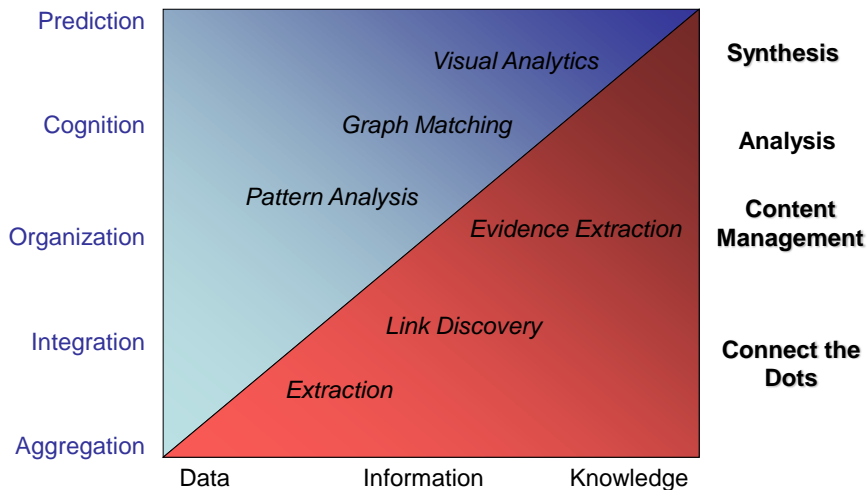 Prediction
Visual Analytics
Synthesis
Cognition
Graph Matching
Analysis
Pattern Analysis
Content
Management
Organization
Evidence Extraction
Link Discovery
Integration
Connect the
Dots
Extraction
Aggregation
Data
Information
Knowledge